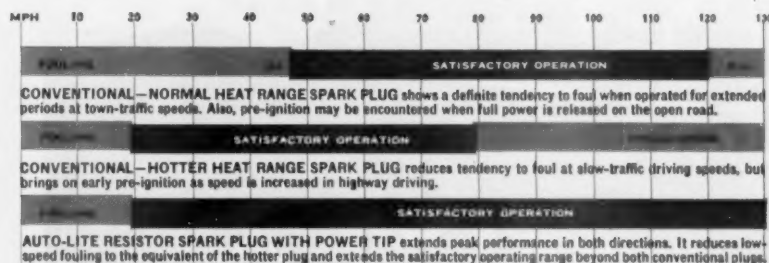 MPH 10 20 30 40 50 60 70 80 90 100 110 120 130
FOULING SATISFACTORY OPERATION
CONVENTIONAL—NORMAL HEAT RANGE SPARK PLUG shows a definite tendency to foul when operated for extended
periods at town-traffic speeds. Also, pre-ignition may be encountered when full power is released on the open road.
FOULING SATISFACTORY OPERATION
CONVENTIONAL—HOTTER HEAT RANGE SPARK PLUG reduces tendency to foul at slow-traffic driving speeds, but
brings on early pre-ignition as speed is increased in highway driving.
FOULING SATISFACTORY OPERATION
AUTO-LITE RESISTOR SPARK PLUG WITH POWER TIP extends peak performance in both directions. It reduces low-
speed fouling to the equivalent of the hotter plug and extends the satisfactory operating range beyond both conventional plugs.